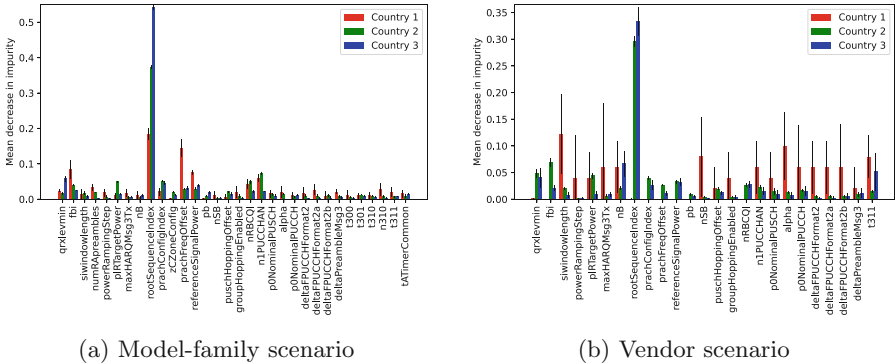 Mean decrease in impurity
0.5
0.4
0.3
0.2
0.1
0.0
Country 1
Country 2
Country 3
qrxlevmin
fbi
siwindowlength
numRApreambles
powerRampingStep
pIRTargetPower
maxHARQMsg3Tx
nB
rootSequenceIndex
prachConfigIndex
zCZoneConfig
prachFreqOffset
referenceSignalPower
pb
nSB
puschHoppingOffset
groupHoppingEnabled
nRBCQI
n1PUCCHAN
alpha
p0NominalPUSCH
p0NominalPUCCH
deltaFPUCCHFormat2
deltaFPUCCHFormat2a
deltaFPUCCHFormat2b
deltaPreambleMsg3
t300
t301
t310
n310
t311
tATimerCommon
(a) Model-family scenario
Mean decrease in impurity
0.35
0.30
0.25
0.20
0.15
0.10
0.05
0.00
Country 1
Country 2
Country 3
qrxlevmin
fbi
siwindowlength
powerRampingStep
pIRTargetPower
maxHARQMsg3Tx
nB
rootSequenceIndex
prachConfigIndex
prachFreqOffset
referenceSignalPower
pb
nSB
puschHoppingOffset
groupHoppingEnabled
nRBCQI
n1PUCCHAN
p0NominalPUSCH
alpha
p0NominalPUCCH
deltaFPUCCHFormat2
deltaFPUCCHFormat2a
deltaFPUCCHFormat2b
deltaPreambleMsg3
t311
(b) Vendor scenario